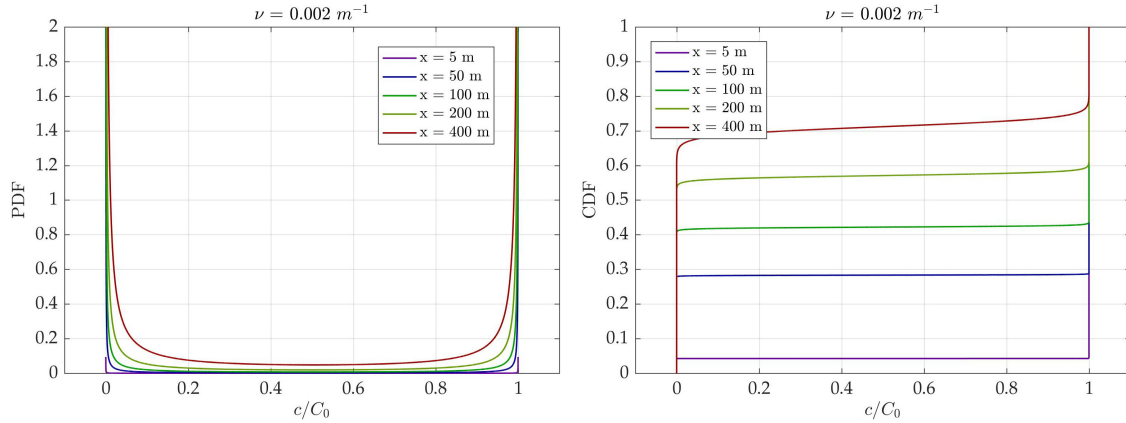 ν = 0.002 m⁻¹
PDF
2
1.8
1.6
1.4
1.2
1
0.8
0.6
0.4
0.2
0
x = 5 m
x = 50 m
x = 100 m
x = 200 m
x = 400 m
0 0.2 0.4 0.6 0.8 1
c/C₀
ν = 0.002 m⁻¹
CDF
1
0.9
0.8
0.7
0.6
0.5
0.4
0.3
0.2
0.1
0
x = 5 m
x = 50 m
x = 100 m
x = 200 m
x = 400 m
0 0.2 0.4 0.6 0.8 1
c/C₀